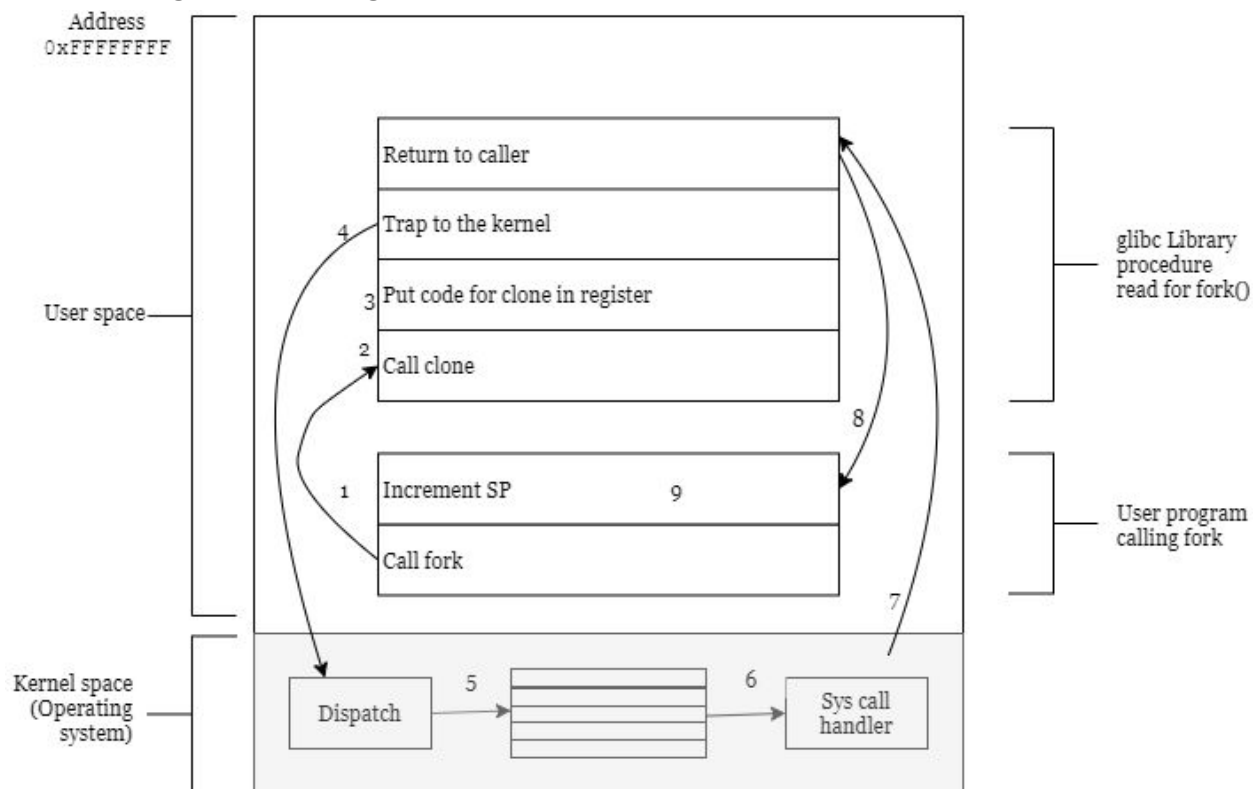 Address
0xFFFFFFFF
Return to caller
4
Trap to the kernel
3
Put code for clone in register
2
Call clone
glibc Library
procedure
read for fork()
User space
8
1
Increment SP
9
Call fork
User program
calling fork
7
Kernel space
(Operating
system)
Dispatch
5
6
Sys call
handler